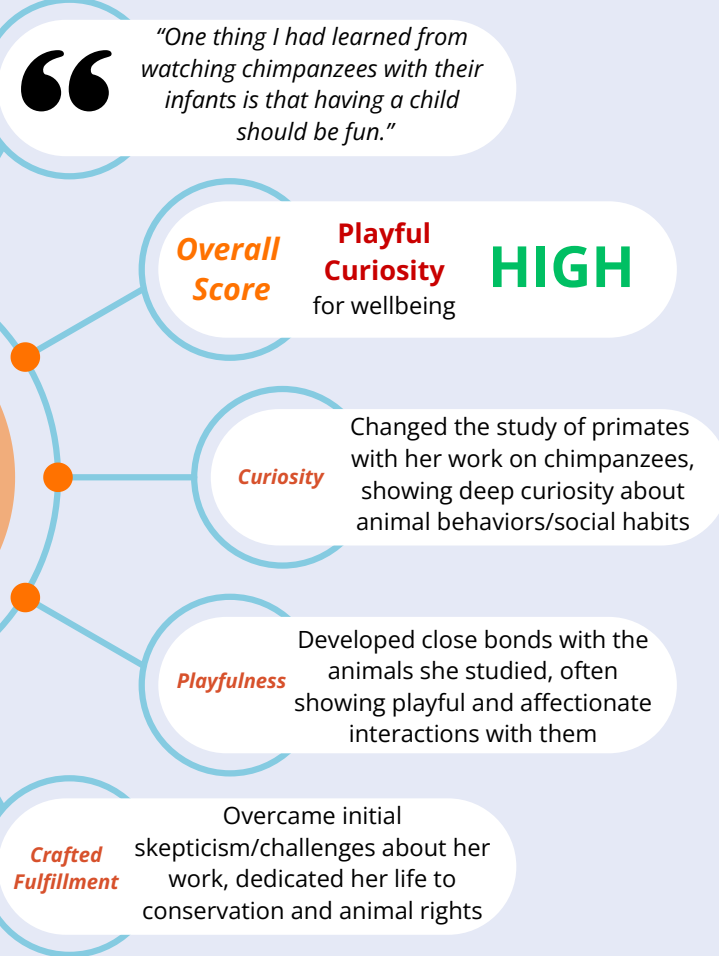 “One thing I had learned from
watching chimpanzees with their
infants is that having a child
should be fun.”
Overall
Score
Playful
Curiosity
for wellbeing
HIGH
Curiosity
Changed the study of primates
with her work on chimpanzees,
showing deep curiosity about
animal behaviors/social habits
Playfulness
Developed close bonds with the
animals she studied, often
showing playful and affectionate
interactions with them
Crafted
Fulfillment
Overcame initial
skepticism/challenges about her
work, dedicated her life to
conservation and animal rights